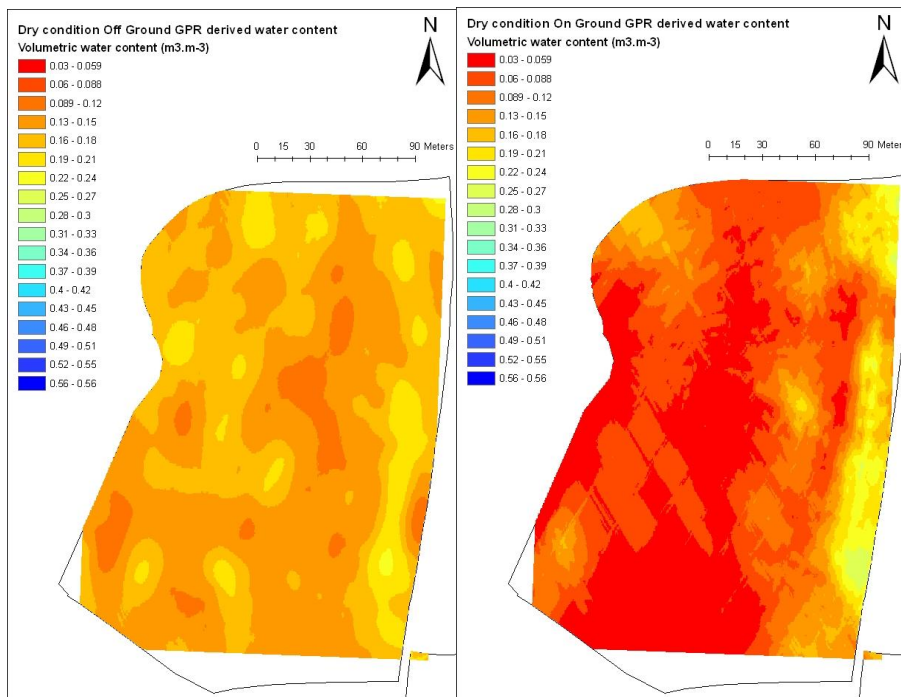 Dry condition Off Ground GPR derived water content
Volumetric water content (m3.m-3)
N
0.03 - 0.059
0.06 - 0.088
0.089 - 0.12
0.13 - 0.15
0.16 - 0.18
0.19 - 0.21
0.22 - 0.24
0.25 - 0.27
0.28 - 0.3
0.31 - 0.33
0.34 - 0.36
0.37 - 0.39
0.4 - 0.42
0.43 - 0.45
0.46 - 0.48
0.49 - 0.51
0.52 - 0.55
0.56 - 0.56
0 15 30 60 90 Meters
Dry condition On Ground GPR derived water content
Volumetric water content (m3.m-3)
N
0.03 - 0.059
0.06 - 0.088
0.089 - 0.12
0.13 - 0.15
0.16 - 0.18
0.19 - 0.21
0.22 - 0.24
0.25 - 0.27
0.28 - 0.3
0.31 - 0.33
0.34 - 0.36
0.37 - 0.39
0.4 - 0.42
0.43 - 0.45
0.46 - 0.48
0.49 - 0.51
0.52 - 0.55
0.56 - 0.56
0 15 30 60 90 Meters